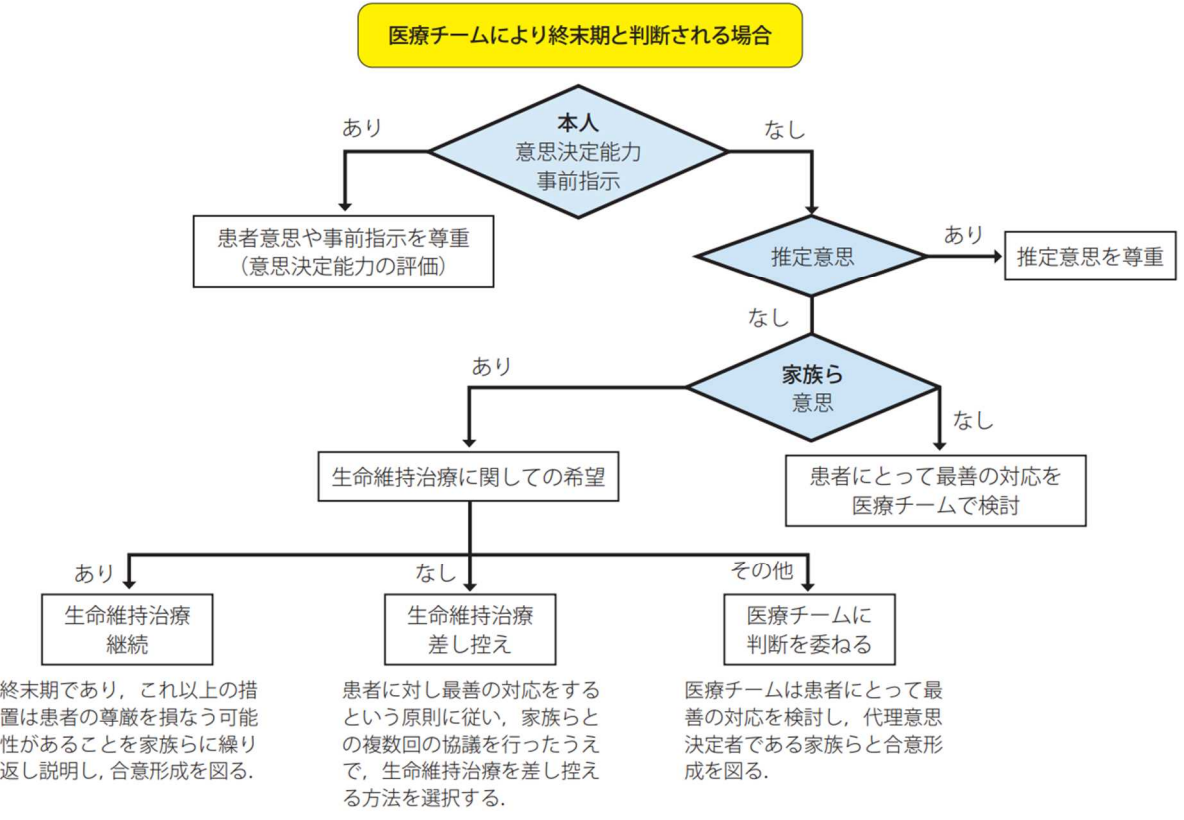 医療チームにより終末期と判断される場合
本人
意思決定能力
事前指示
あり
なし
患者意思や事前指示を尊重
（意思決定能力の評価）
推定意思
あり
推定意思を尊重
なし
家族ら
意思
あり
なし
生命維持治療に関しての希望
患者にとって最善の対応を
医療チームで検討
あり
なし
その他
生命維持治療
継続
生命維持治療
差し控え
医療チームに
判断を委ねる
終末期であり，これ以上の措
置は患者の尊厳を損なう可能
性があることを家族らに繰り
返し説明し，合意形成を図る．
患者に対し最善の対応をする
という原則に従い，家族らと
の複数回の協議を行ったうえ
で，生命維持治療を差し控え
る方法を選択する．
医療チームは患者にとって最
善の対応を検討し，代理意思
決定者である家族らと合意形
成を図る．